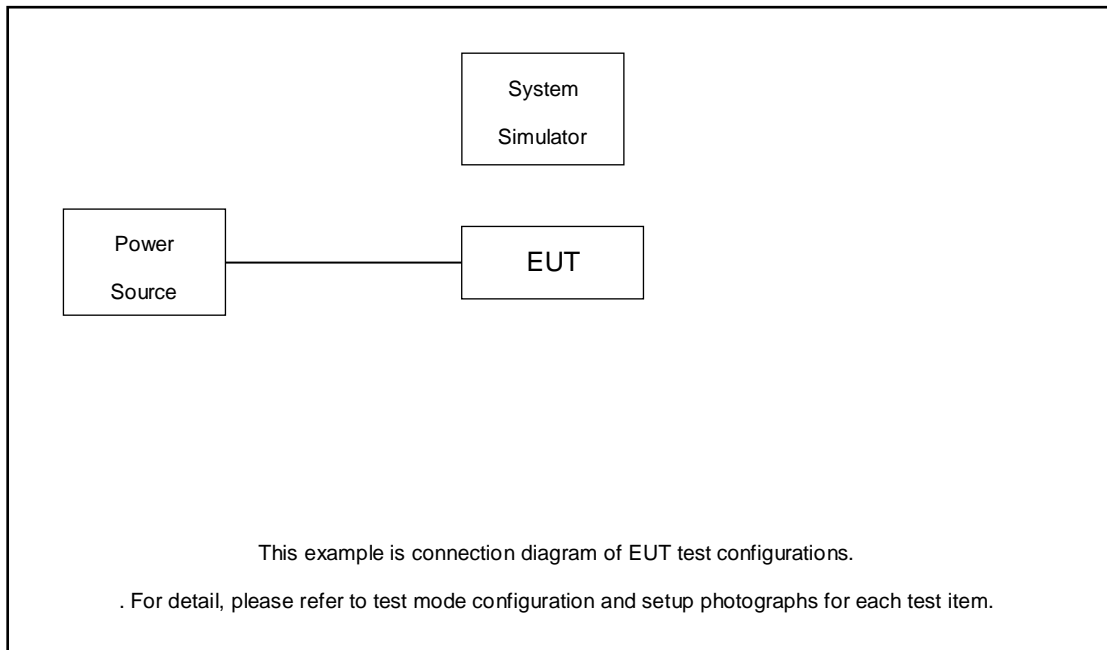 System
Simulator
Power
Source
EUT
This example is connection diagram of EUT test configurations.
. For detail, please refer to test mode configuration and setup photographs for each test item.